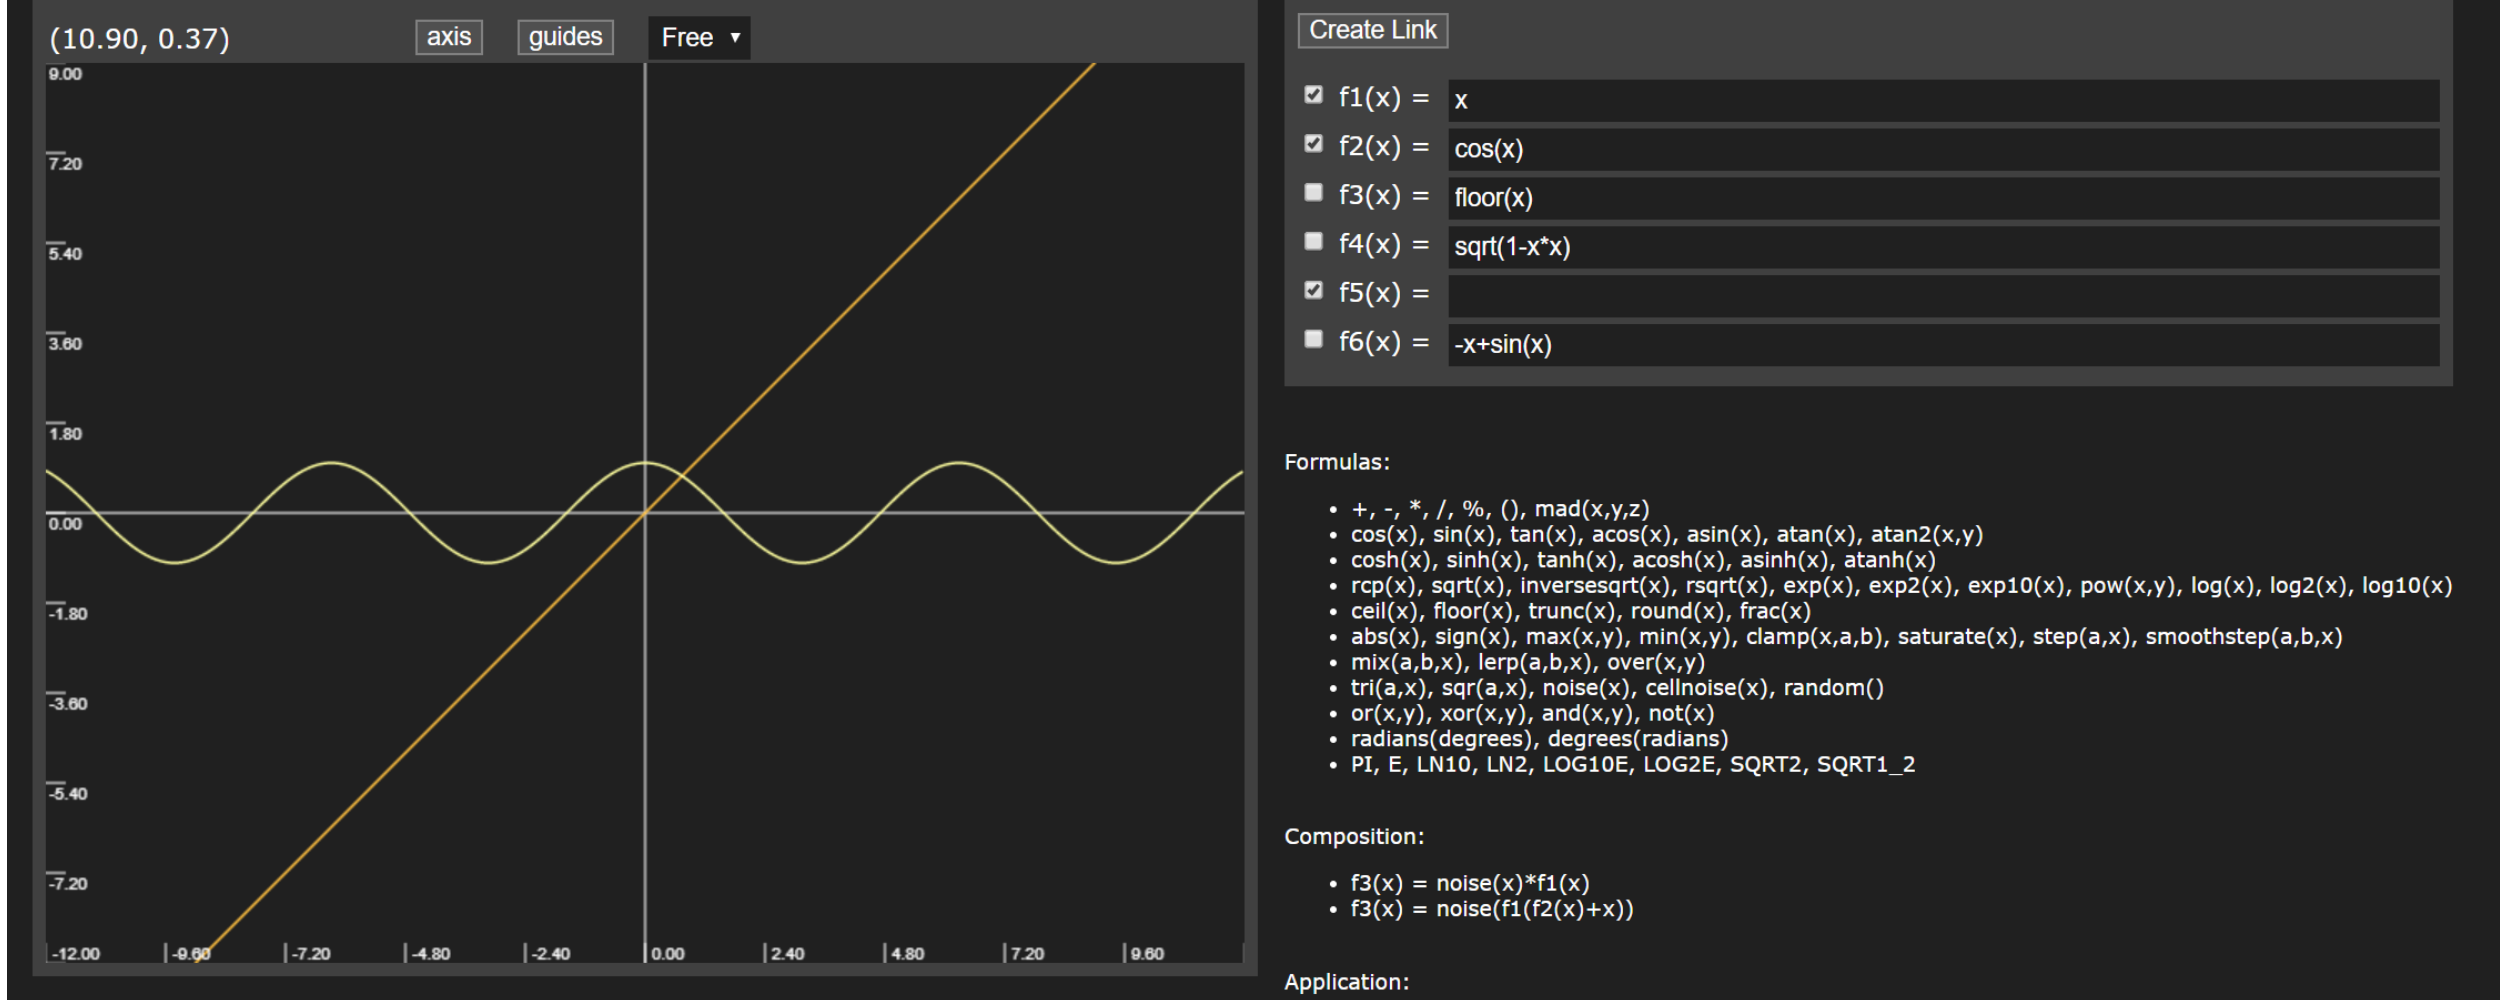 (10.90, 0.37)
axis
guides
Free
9.00
7.20
5.40
3.60
1.80
0.00
-1.80
-3.60
-5.40
-7.20
-12.00
-9.60
-7.20
-4.80
-2.40
0.00
2.40
4.80
7.20
9.60
Create Link
f1(x) = x
f2(x) = cos(x)
f3(x) = floor(x)
f4(x) = sqrt(1-x*x)
f5(x) =
f6(x) = -x+sin(x)
Formulas:
• +, -, *, /, %, (), mad(x,y,z)
• cos(x), sin(x), tan(x), acos(x), asin(x), atan(x), atan2(x,y)
• cosh(x), sinh(x), tanh(x), acosh(x), asinh(x), atanh(x)
• rcp(x), sqrt(x), inversesqrt(x), rsqrt(x), exp(x), exp2(x), exp10(x), pow(x,y), log(x), log2(x), log10(x)
• ceil(x), floor(x), trunc(x), round(x), frac(x)
• abs(x), sign(x), max(x,y), min(x,y), clamp(x,a,b), saturate(x), step(a,x), smoothstep(a,b,x)
• mix(a,b,x), lerp(a,b,x), over(x,y)
• tri(a,x), sqr(a,x), noise(x), cellnoise(x), random()
• or(x,y), xor(x,y), and(x,y), not(x)
• radians(degrees), degrees(radians)
• PI, E, LN10, LN2, LOG10E, LOG2E, SQRT2, SQRT1_2
Composition:
• f3(x) = noise(x)*f1(x)
• f3(x) = noise(f1(f2(x)+x))
Application: